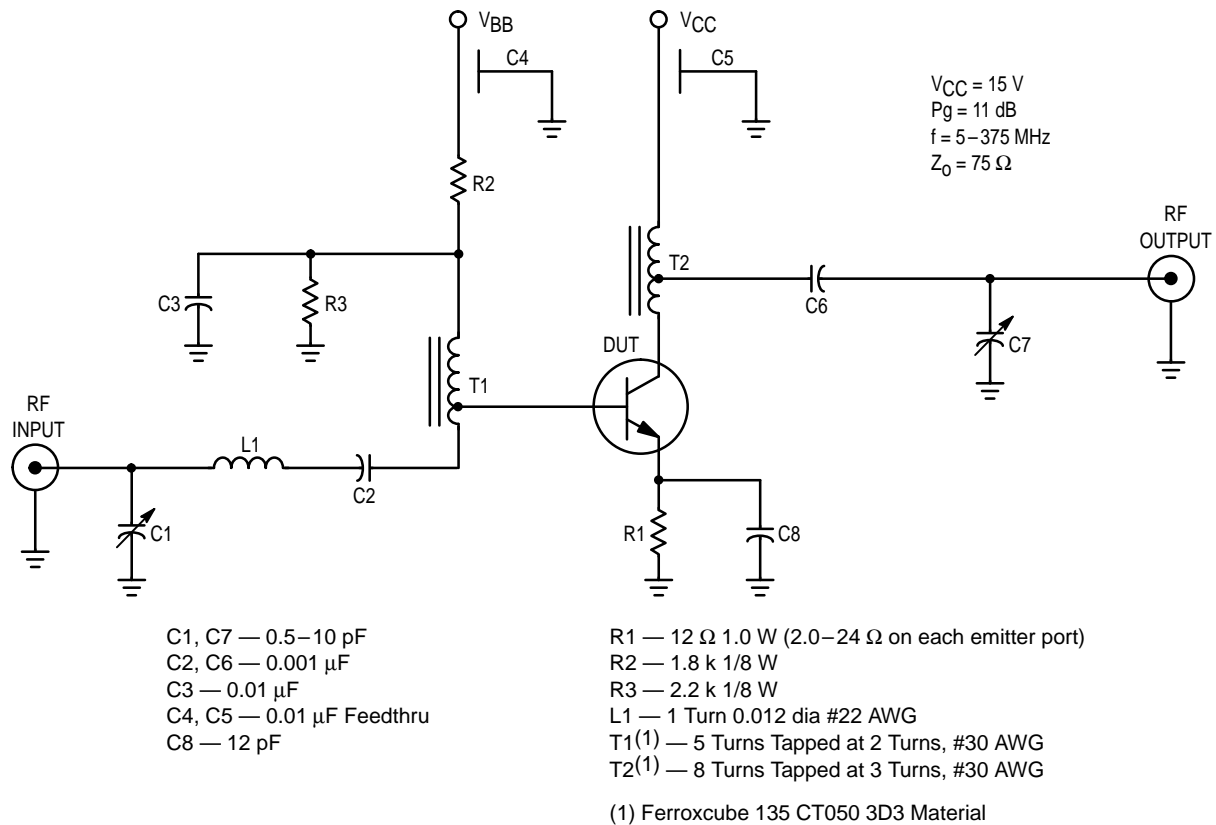 VBB
VCC
C4
C5
VCC = 15 V
Pg = 11 dB
f = 5–375 MHz
Zo = 75 Ω
R2
RF
OUTPUT
T2
C3
R3
C6
C7
DUT
T1
RF
INPUT
L1
C2
C1
R1
C8
C1, C7 — 0.5–10 pF
C2, C6 — 0.001 μF
C3 — 0.01 μF
C4, C5 — 0.01 μF Feedthru
C8 — 12 pF
R1 — 12 Ω 1.0 W (2.0–24 Ω on each emitter port)
R2 — 1.8 k 1/8 W
R3 — 2.2 k 1/8 W
L1 — 1 Turn 0.012 dia #22 AWG
T1(1) — 5 Turns Tapped at 2 Turns, #30 AWG
T2(1) — 8 Turns Tapped at 3 Turns, #30 AWG
(1) Ferroxcube 135 CT050 3D3 Material